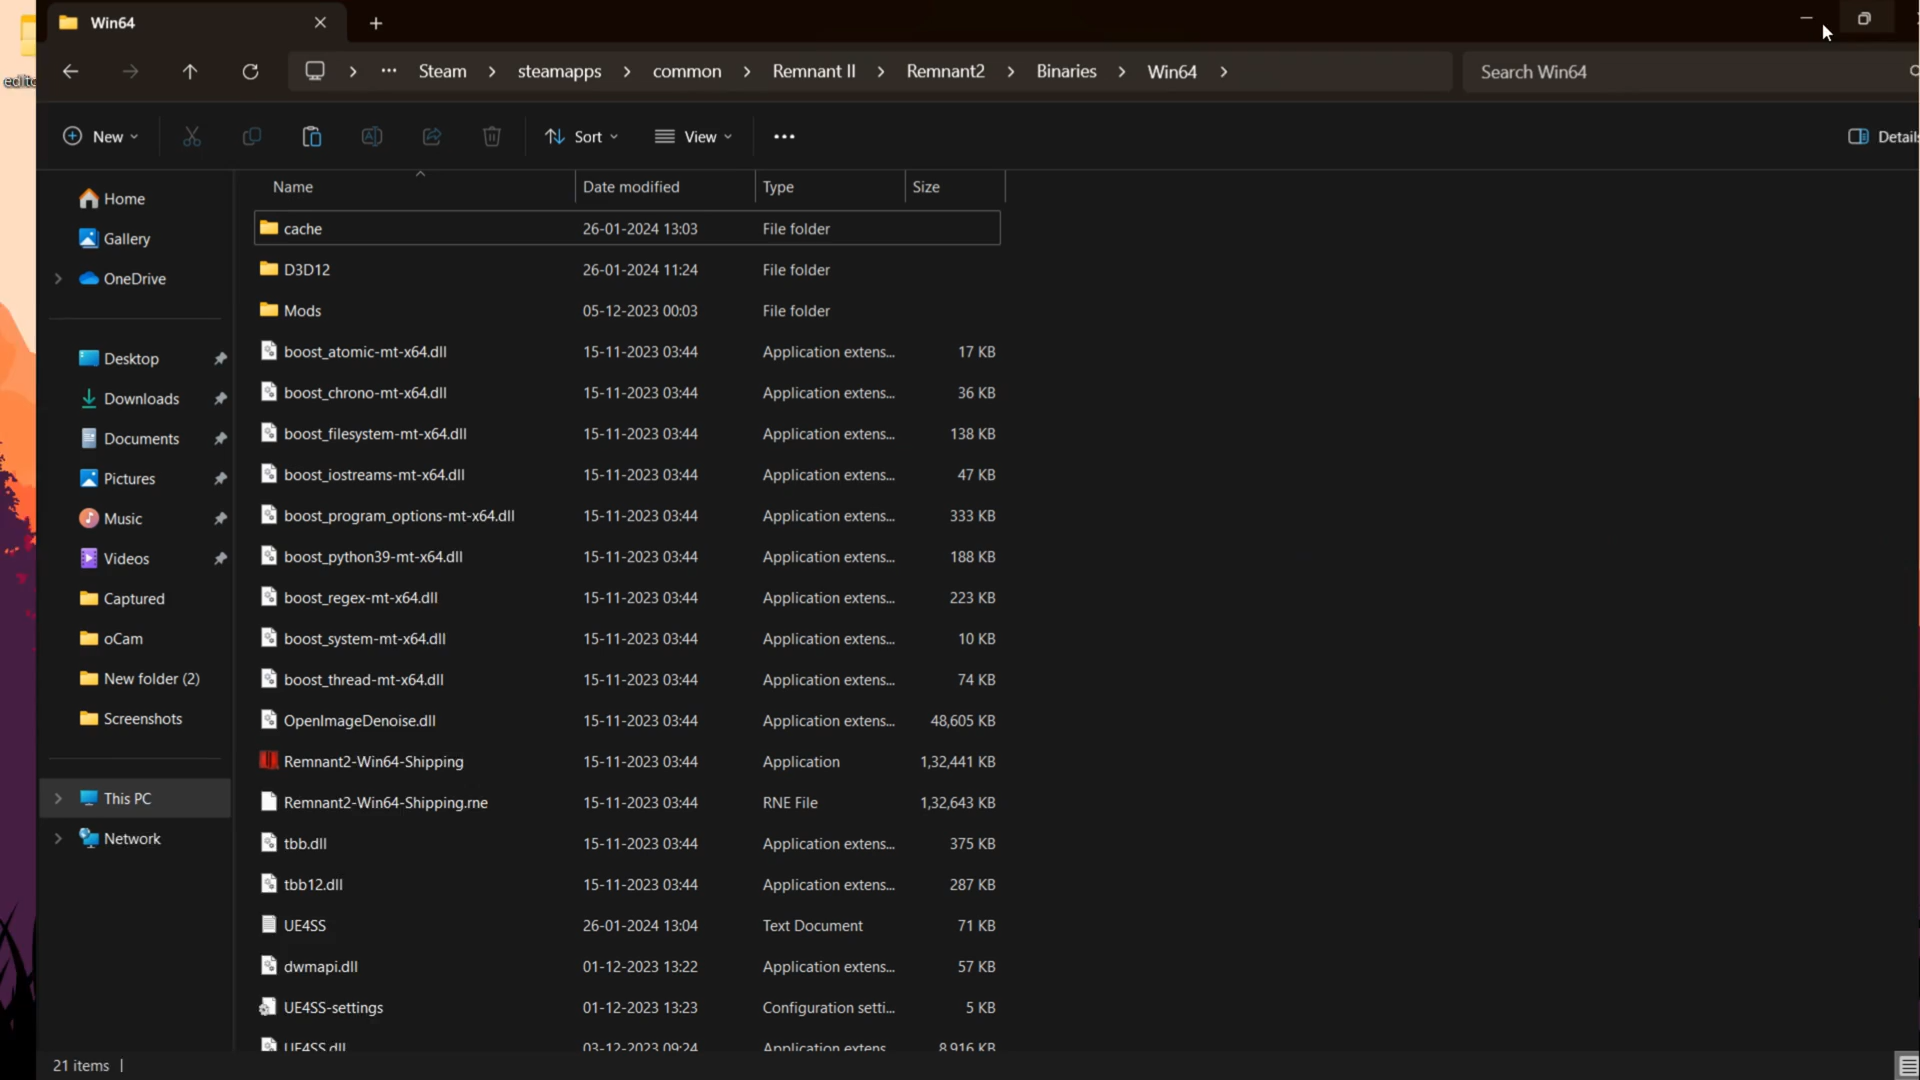 Win64
Steam steamapps common Remnant II Remnant2 Binaries Win64 Search Win64
New Sort View Details
Name Date modified Type Size
Home
Gallery
OneDrive
Desktop
Downloads
Documents
Pictures
Music
Videos
Captured
oCam
New folder (2)
Screenshots
This PC
Network
cache 26-01-2024 13:03 File folder
D3D12 26-01-2024 11:24 File folder
Mods 05-12-2023 00:03 File folder
boost_atomic-mt-x64.dll 15-11-2023 03:44 Application extens... 17 KB
boost_chrono-mt-x64.dll 15-11-2023 03:44 Application extens... 36 KB
boost_filesystem-mt-x64.dll 15-11-2023 03:44 Application extens... 138 KB
boost_iostreams-mt-x64.dll 15-11-2023 03:44 Application extens... 47 KB
boost_program_options-mt-x64.dll 15-11-2023 03:44 Application extens... 333 KB
boost_python39-mt-x64.dll 15-11-2023 03:44 Application extens... 188 KB
boost_regex-mt-x64.dll 15-11-2023 03:44 Application extens... 223 KB
boost_system-mt-x64.dll 15-11-2023 03:44 Application extens... 10 KB
boost_thread-mt-x64.dll 15-11-2023 03:44 Application extens... 74 KB
OpenImageDenoise.dll 15-11-2023 03:44 Application extens... 48,605 KB
Remnant2-Win64-Shipping 15-11-2023 03:44 Application 1,32,441 KB
Remnant2-Win64-Shipping.rne 15-11-2023 03:44 RNE File 1,32,643 KB
tbb.dll 15-11-2023 03:44 Application extens... 375 KB
tbb12.dll 15-11-2023 03:44 Application extens... 287 KB
UE4SS 26-01-2024 13:04 Text Document 71 KB
dwmapi.dll 01-12-2023 13:22 Application extens... 57 KB
UE4SS-settings 01-12-2023 13:23 Configuration setti... 5 KB
UE4SS.dll 03-12-2023 09:24 Application extens... 8,916 KB
21 items